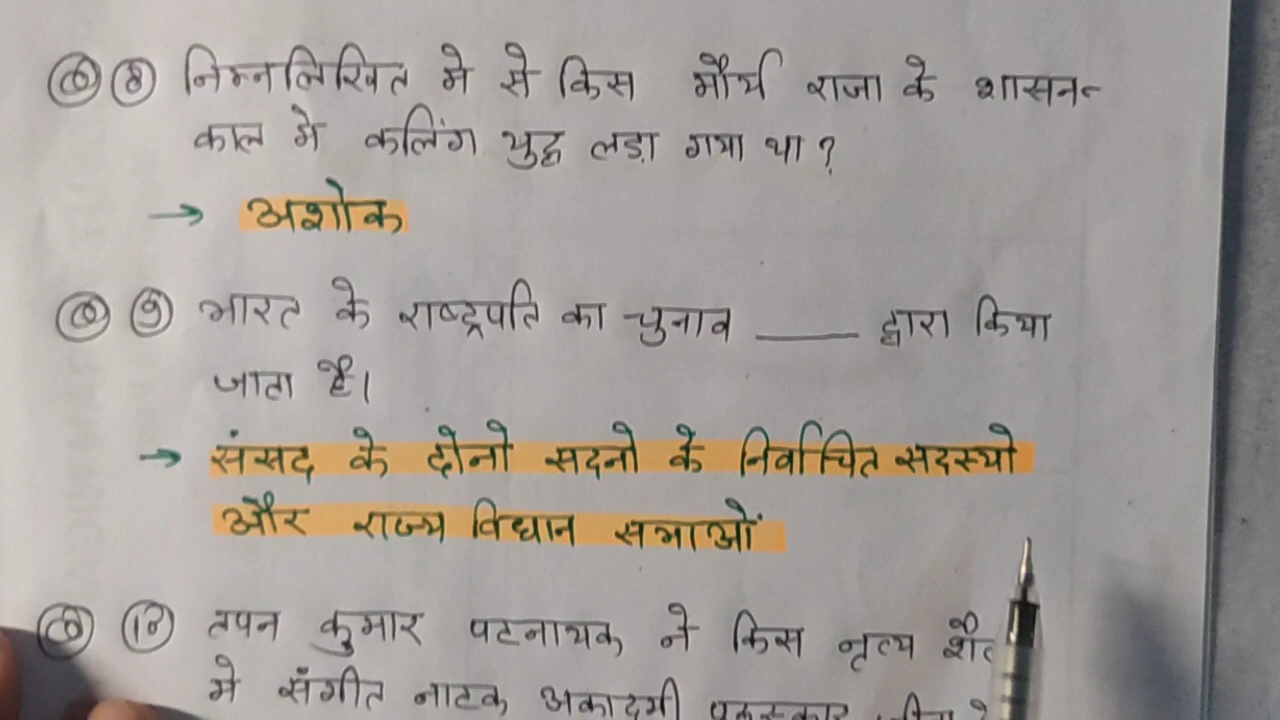 Ⓠ ⑧ निम्नलिखित मे से किस मौर्य राजा के शासन-
काल मे कलिंग युद्ध लड़ा गया था?
→ अशोक
Ⓠ ⑨ भारत के राष्ट्रपति का चुनाव ____ द्वारा किया
जाता है।
→ संसद के दोनो सदनो के निर्वाचित सदस्यो
और राज्य विधान सभाओं
Ⓠ ⑩ तपन कुमार पटनायक ने किस नृत्य
मे संगीत नाटक अकादमी पुरुस्कार